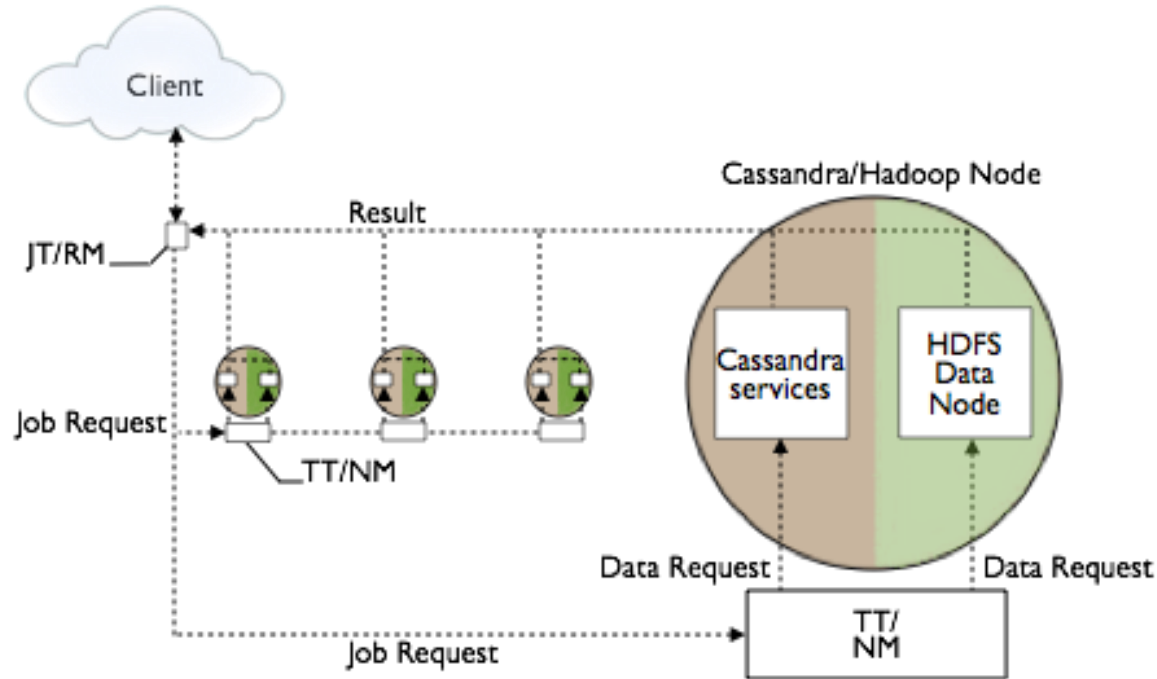 Client
Cassandra/Hadoop Node
Result
JT/RM
Cassandra
services
HDFS
Data
Node
Job Request
TT/NM
Data Request
Data Request
TT/
NM
Job Request